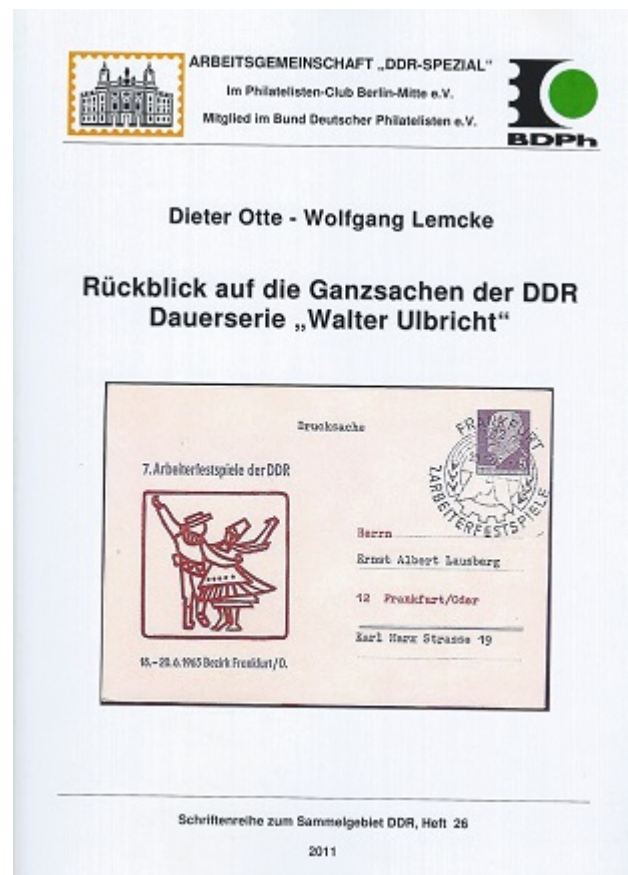 ARBEITSGEMEINSCHAFT „DDR-SPEZIAL"
Im Philatelisten-Club Berlin-Mitte e.V.
Mitglied im Bund Deutscher Philatelisten e.V.
BDPh
Dieter Otte - Wolfgang Lemcke
Rückblick auf die Ganzsachen der DDR
Dauerserie „Walter Ulbricht"
Drucksache
FRANKFURT
7. Arbeiterfestspiele der DDR
7.ARBEITERFESTSPIELE
Herrn
Ernst Albert Lausberg
12 Frankfurt/Oder
Karl Marx Strasse 19
18.–20.6.1965 Bezirk Frankfurt/O.
Schriftenreihe zum Sammelgebiet DDR, Heft 26
2011